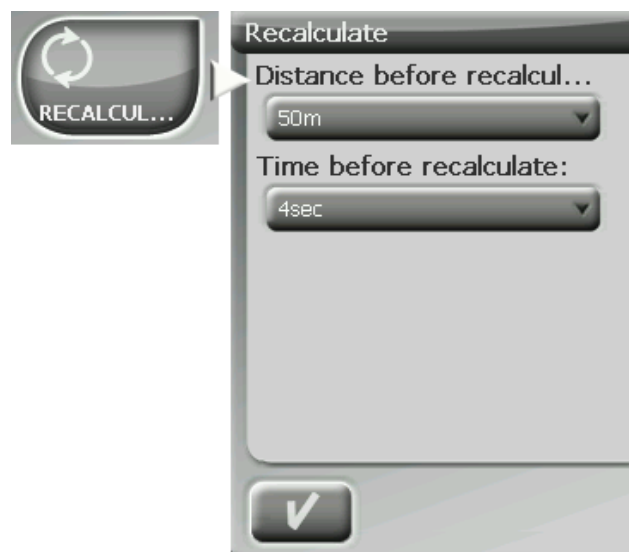 RECALCUL...
Recalculate
Distance before recalcul...
50m
Time before recalculate:
4sec